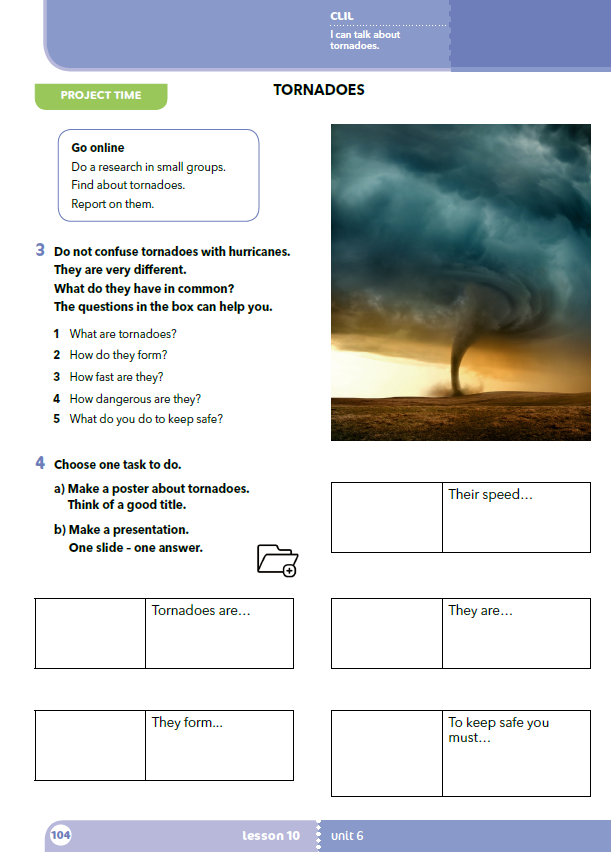 CLIL
I can talk about
tornadoes.
PROJECT TIME
TORNADOES
Go online
Do a research in small groups.
Find about tornadoes.
Report on them.
3 Do not confuse tornadoes with hurricanes.
They are very different.
What do they have in common?
The questions in the box can help you.
1 What are tornadoes?
2 How do they form?
3 How fast are they?
4 How dangerous are they?
5 What do you do to keep safe?
4 Choose one task to do.
a) Make a poster about tornadoes.
Think of a good title.
b) Make a presentation.
One slide – one answer.
Their speed...
Tornadoes are...
They are...
They form...
To keep safe you
must...
104
lesson 10
unit 6